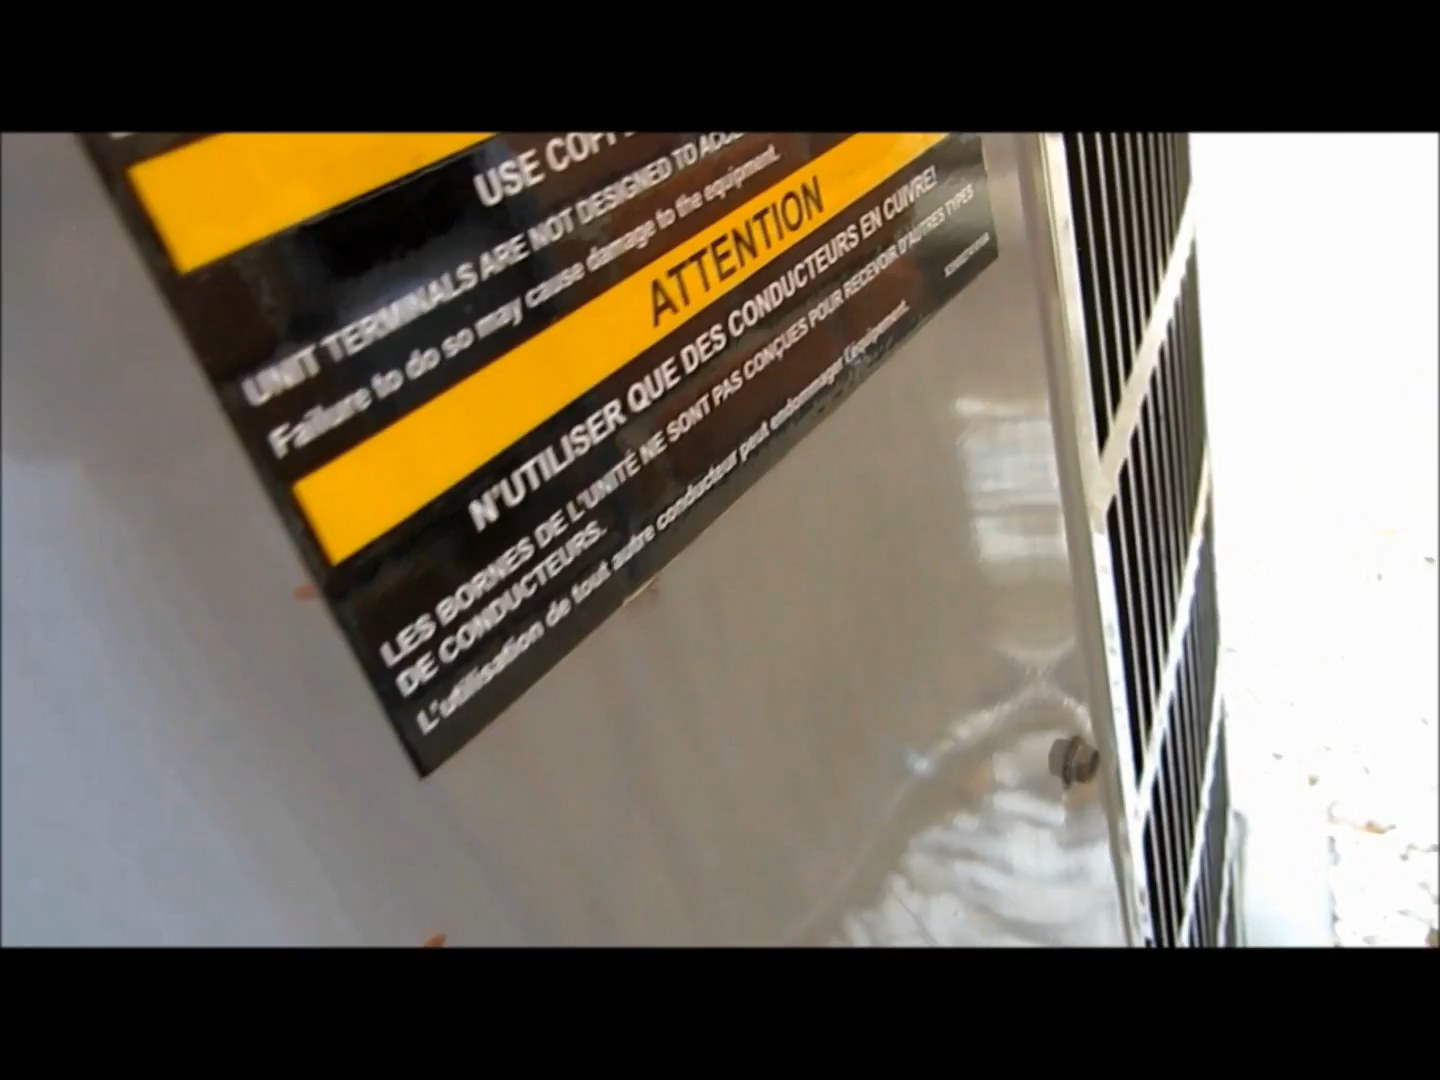 USE
UNIT TERMINALS ARE NOT DESIGNED TO
Failure to do so may cause damage to the equipment.
ATTENTION
N'UTILISER QUE DES CONDUCTEURS EN CUIVRE!
LES BORNES DE L'UNITÉ NE SONT PAS CONÇUES POUR RECEVOIR D'AUTRES TYPES
DE CONDUCTEURS.
L'utilisation de tout autre conducteur peut endommager l'équipement.